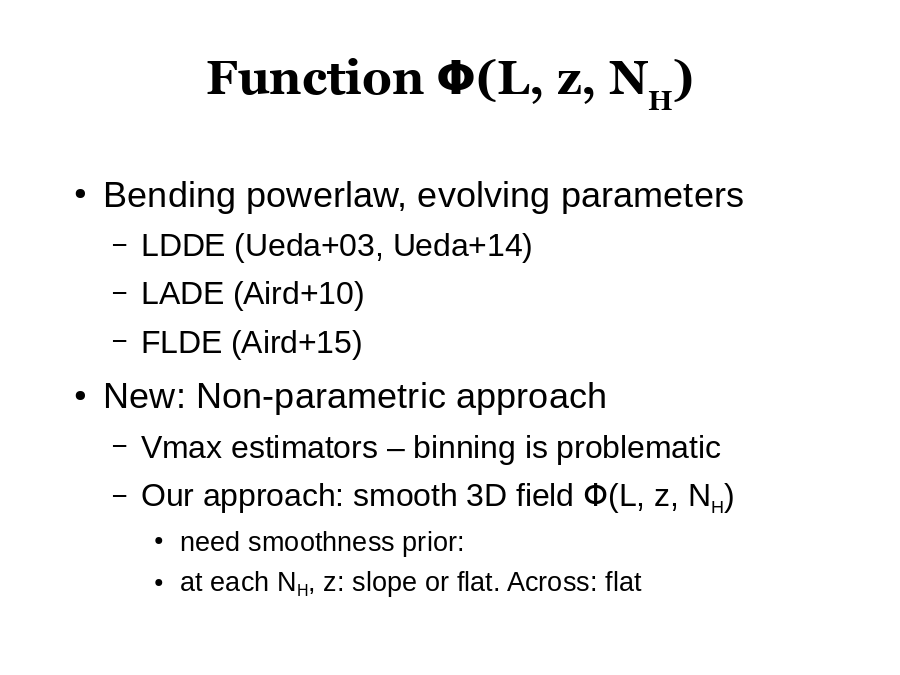 Function Φ(L, z, N_H)
• Bending powerlaw, evolving parameters
– LDDE (Ueda+03, Ueda+14)
– LADE (Aird+10)
– FLDE (Aird+15)
• New: Non-parametric approach
– Vmax estimators – binning is problematic
– Our approach: smooth 3D field Φ(L, z, N_H)
• need smoothness prior:
• at each N_H, z: slope or flat. Across: flat